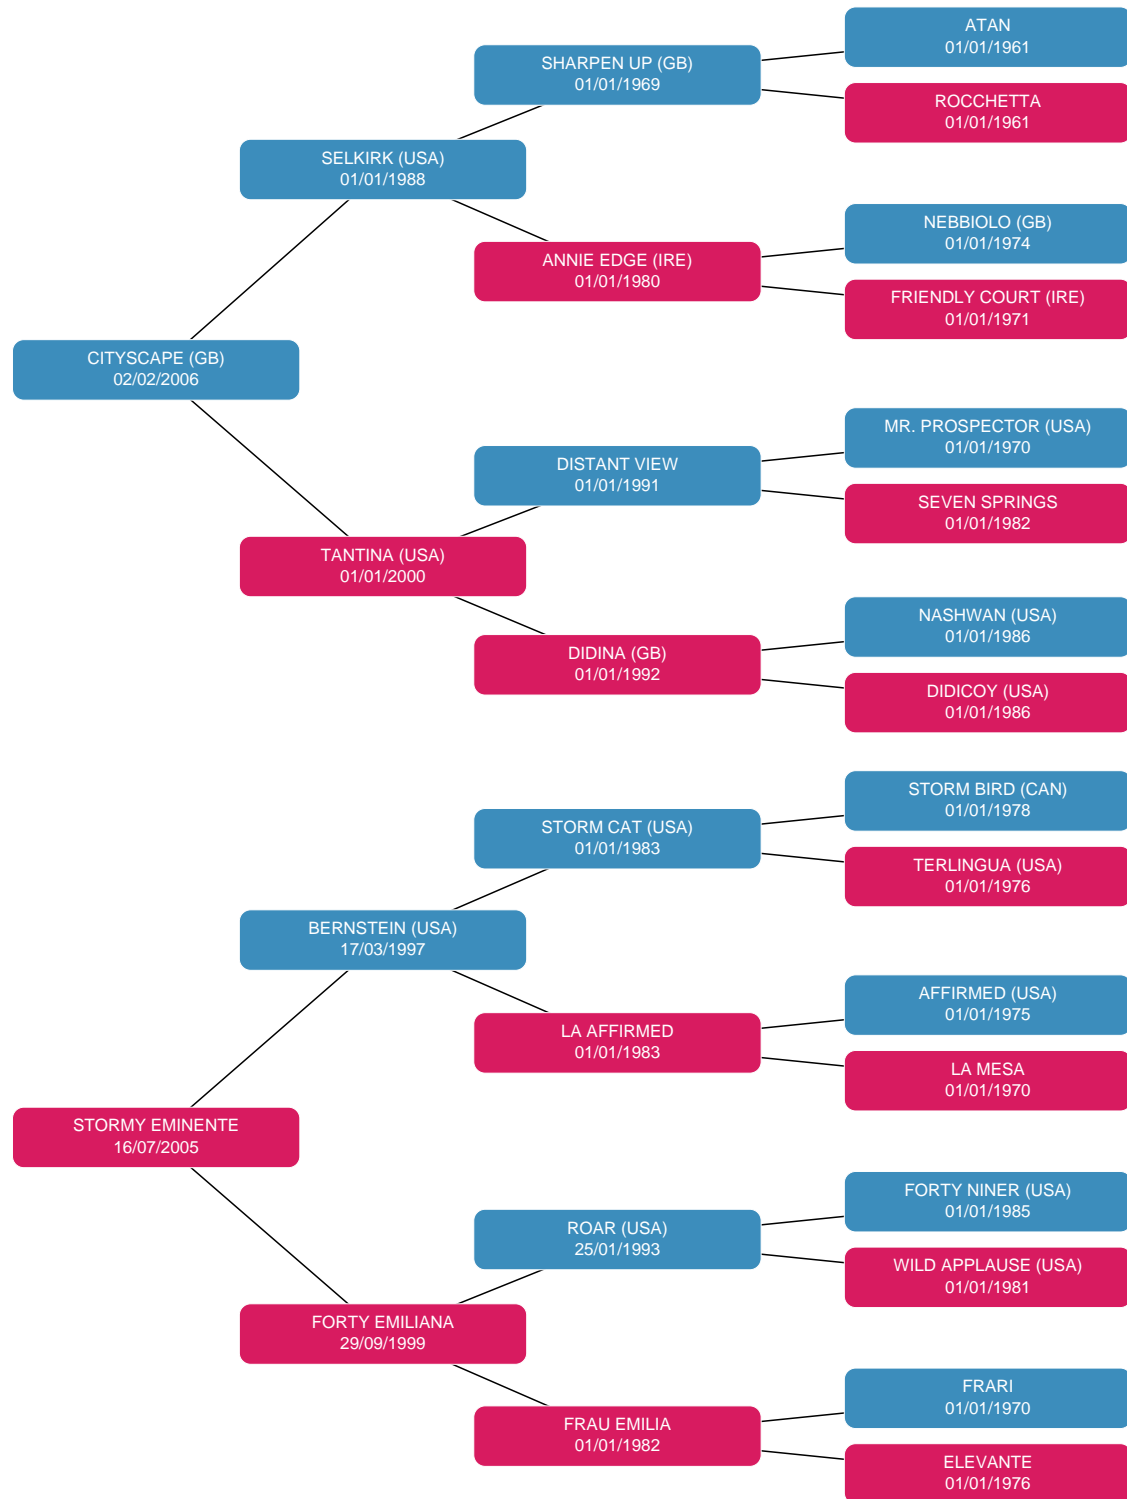 ATAN
01/01/1961
SHARPEN UP (GB)
01/01/1969
ROCCHETTA
01/01/1961
SELKIRK (USA)
01/01/1988
NEBBIOLO (GB)
01/01/1974
ANNIE EDGE (IRE)
01/01/1980
FRIENDLY COURT (IRE)
01/01/1971
CITYSCAPE (GB)
02/02/2006
MR. PROSPECTOR (USA)
01/01/1970
DISTANT VIEW
01/01/1991
SEVEN SPRINGS
01/01/1982
TANTINA (USA)
01/01/2000
NASHWAN (USA)
01/01/1986
DIDINA (GB)
01/01/1992
DIDICOY (USA)
01/01/1986
STORM BIRD (CAN)
01/01/1978
STORM CAT (USA)
01/01/1983
TERLINGUA (USA)
01/01/1976
BERNSTEIN (USA)
17/03/1997
AFFIRMED (USA)
01/01/1975
LA AFFIRMED
01/01/1983
LA MESA
01/01/1970
STORMY EMINENTE
16/07/2005
FORTY NINER (USA)
01/01/1985
ROAR (USA)
25/01/1993
WILD APPLAUSE (USA)
01/01/1981
FORTY EMILIANA
29/09/1999
FRARI
01/01/1970
FRAU EMILIA
01/01/1982
ELEVANTE
01/01/1976